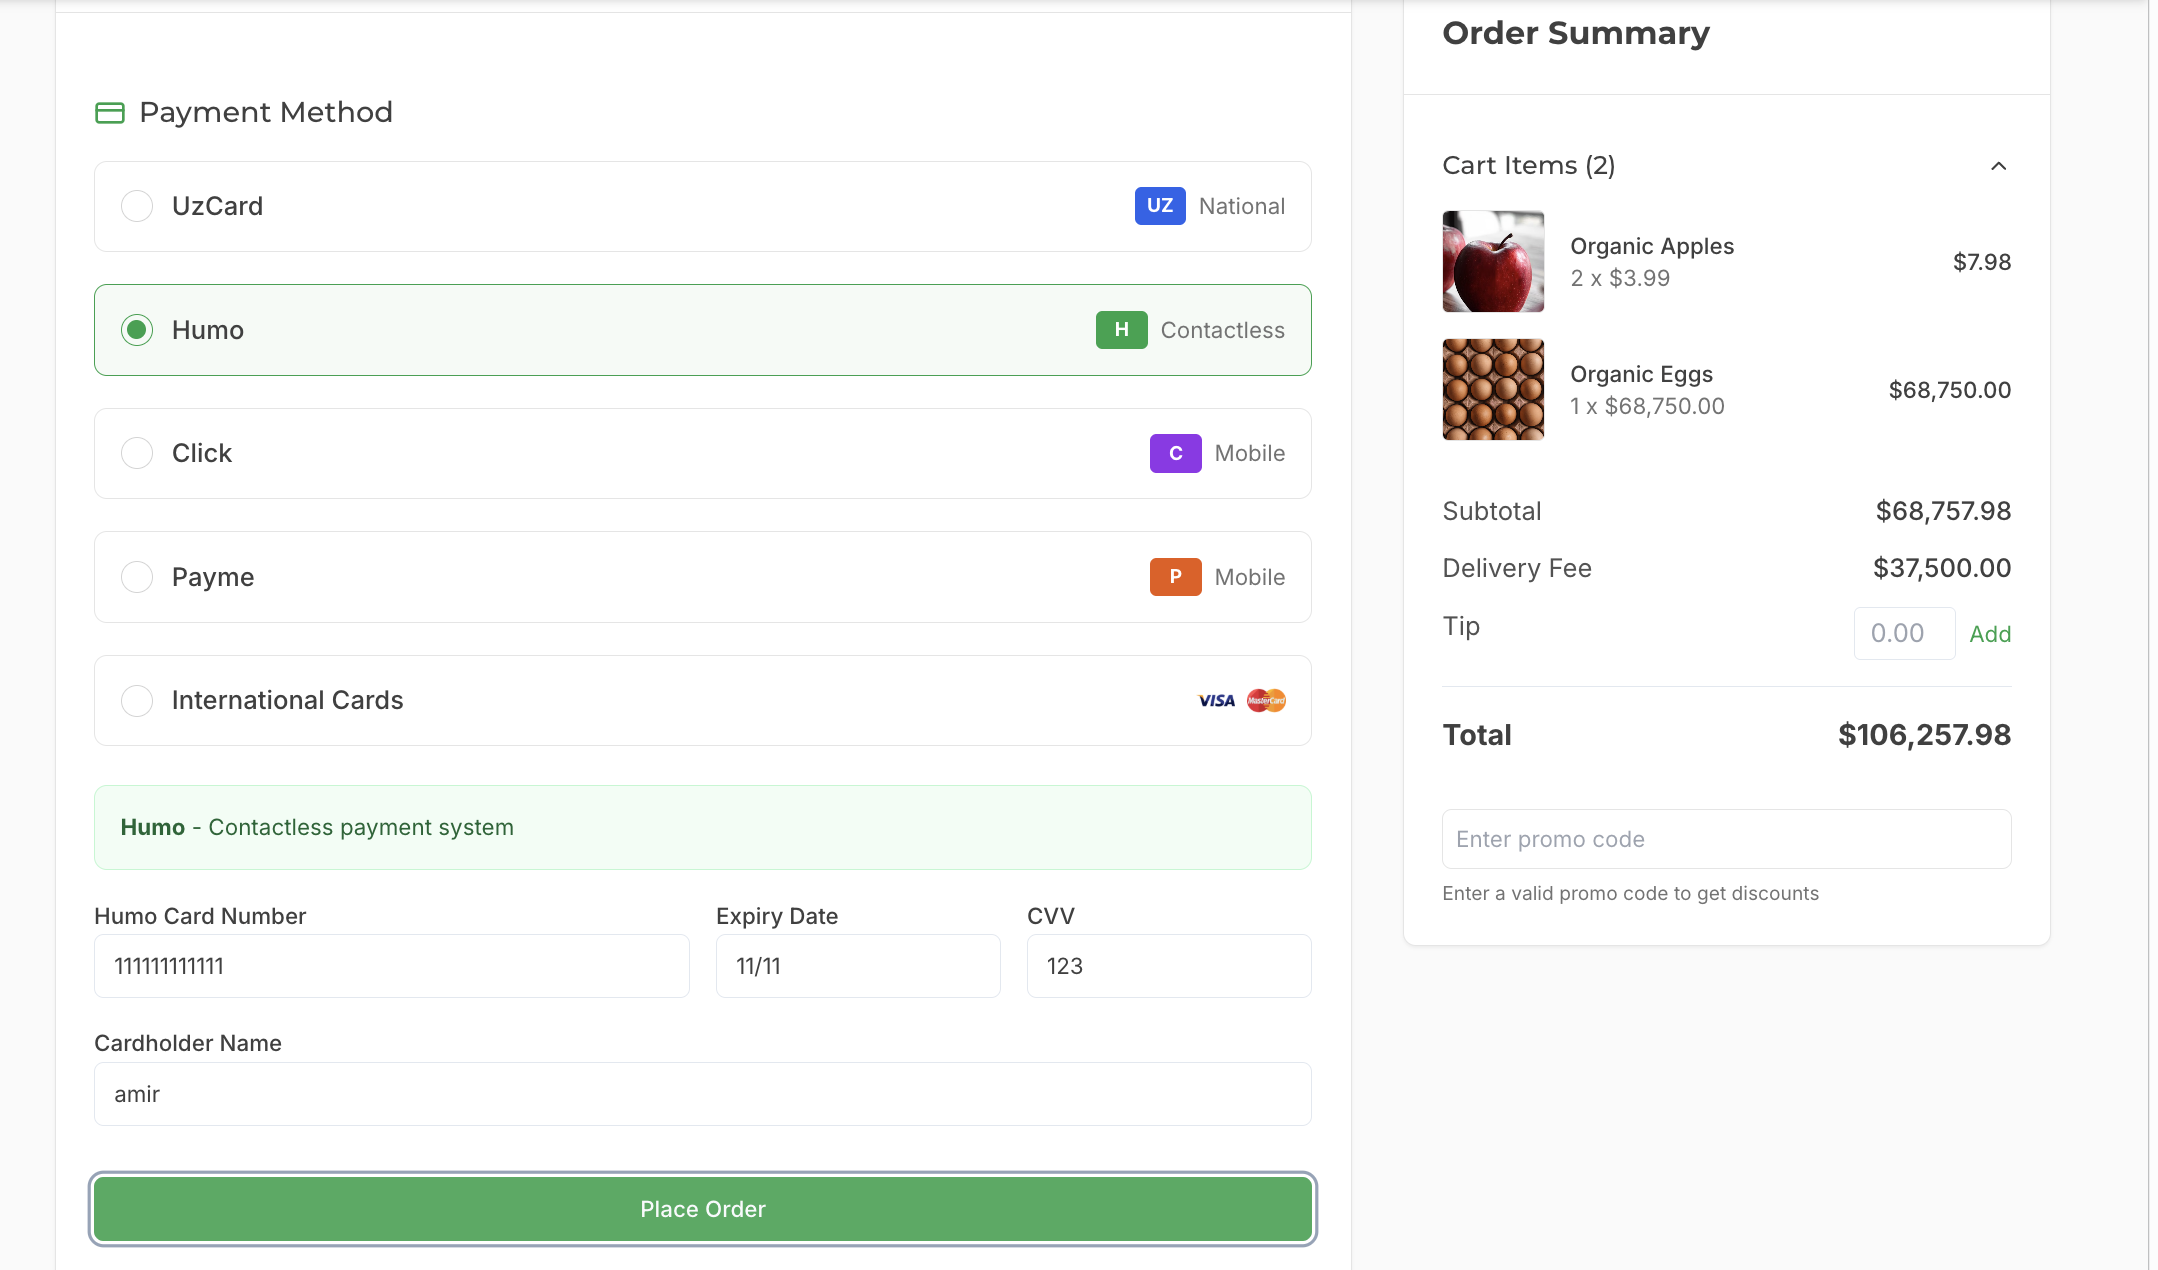 Payment Method
UzCard
UZ National
Humo
H Contactless
Click
C Mobile
Payme
P Mobile
International Cards
VISA MasterCard
Humo - Contactless payment system
Humo Card Number
Expiry Date
CVV
111111111111
11/11
123
Cardholder Name
amir
Place Order
Order Summary
Cart Items (2)
Organic Apples
2 x $3.99
$7.98
Organic Eggs
1 x $68,750.00
$68,750.00
Subtotal
$68,757.98
Delivery Fee
$37,500.00
Tip
0.00
Add
Total
$106,257.98
Enter promo code
Enter a valid promo code to get discounts